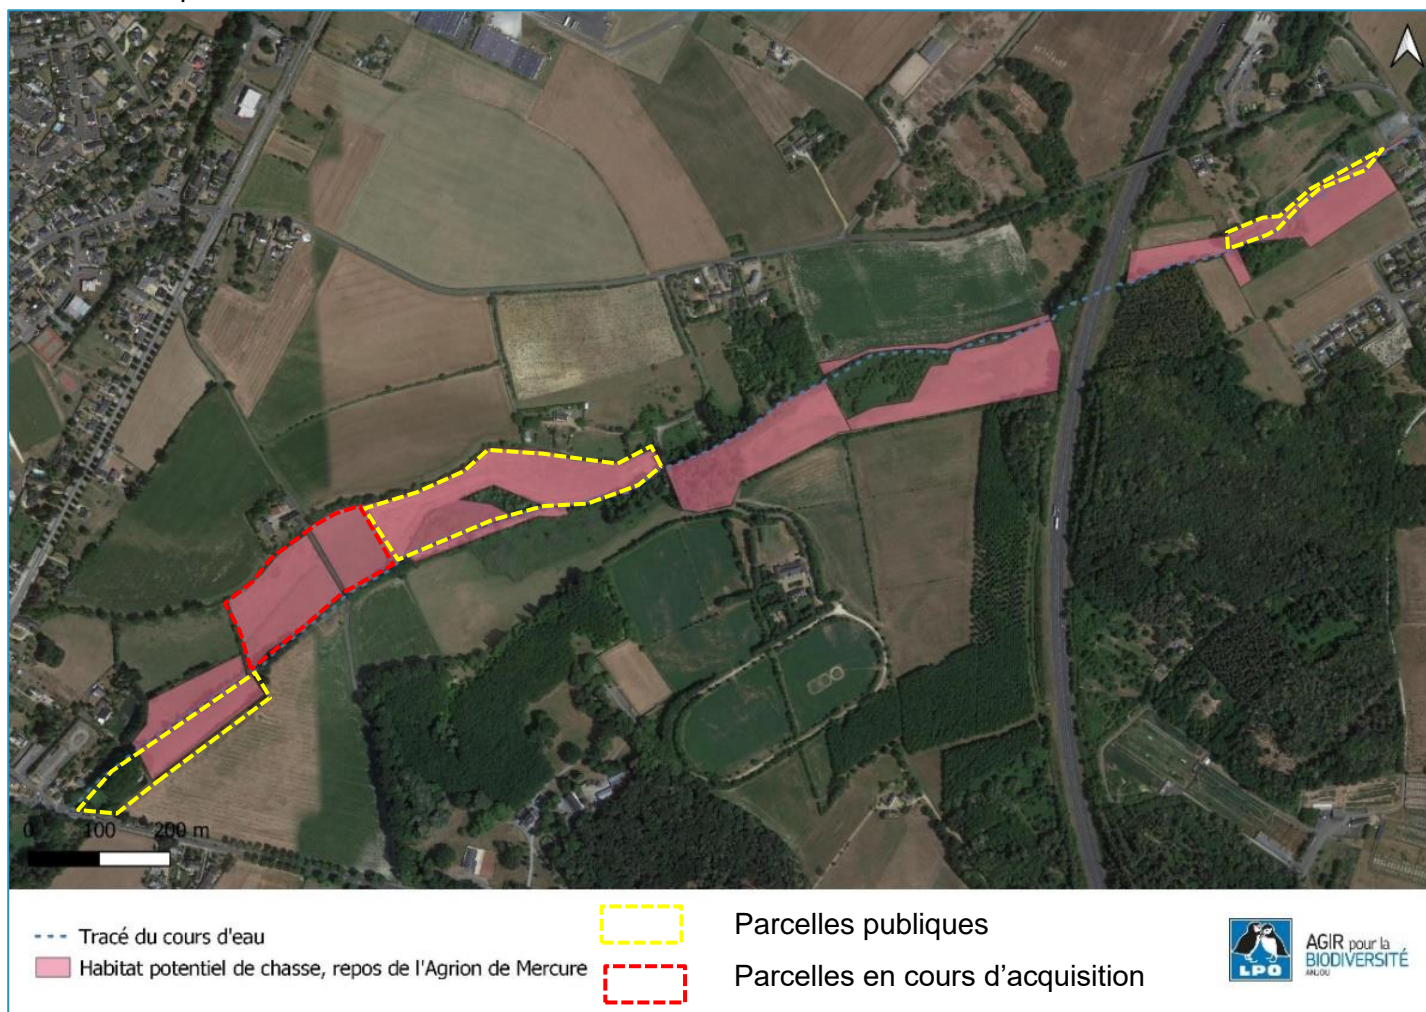 0 100 200 m
Tracé du cours d'eau
Habitat potentiel de chasse, repos de l'Agrion de Mercure
Parcelles publiques
Parcelles en cours d'acquisition
LPO
AGIR pour la
BIODIVERSITÉ
ANJOU